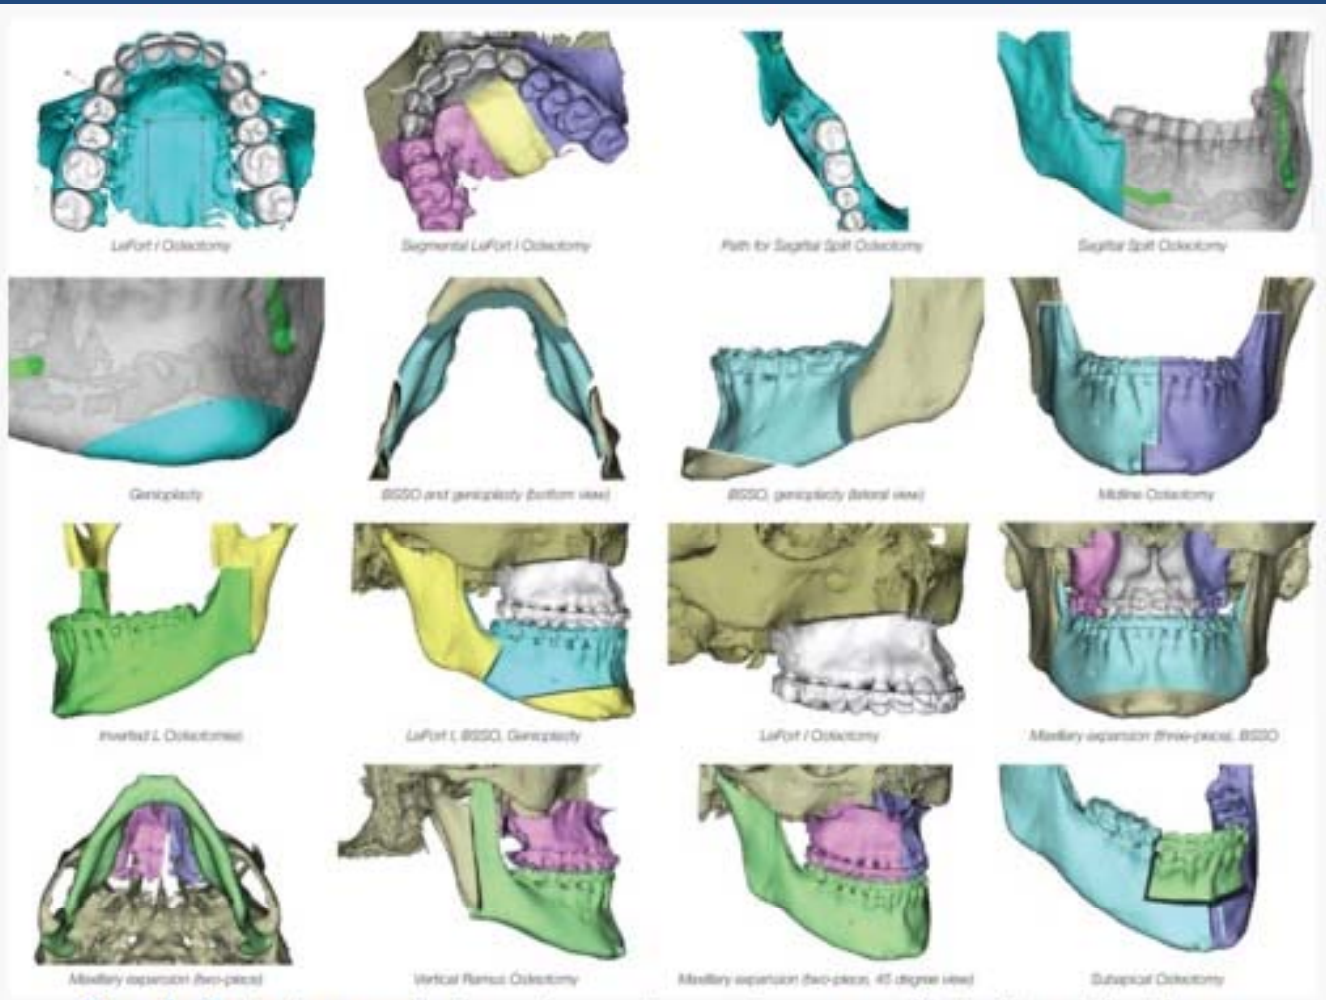 LeFort I Osteotomy
Segmental LeFort I Osteotomy
Path for Sagittal Split Osteotomy
Sagittal Split Osteotomy
Genioplasty
BSSO and genioplasty (bottom view)
BSSO, genioplasty (lateral view)
Midline Osteotomy
Inverted L Osteotomies
LeFort I, BSSO, Genioplasty
LeFort I Osteotomy
Maxillary expansion (three-piece), BSSO
Maxillary expansion (two-piece)
Vertical Ramus Osteotomy
Maxillary expansion (two-piece, 45 degree view)
Subapical Osteotomy